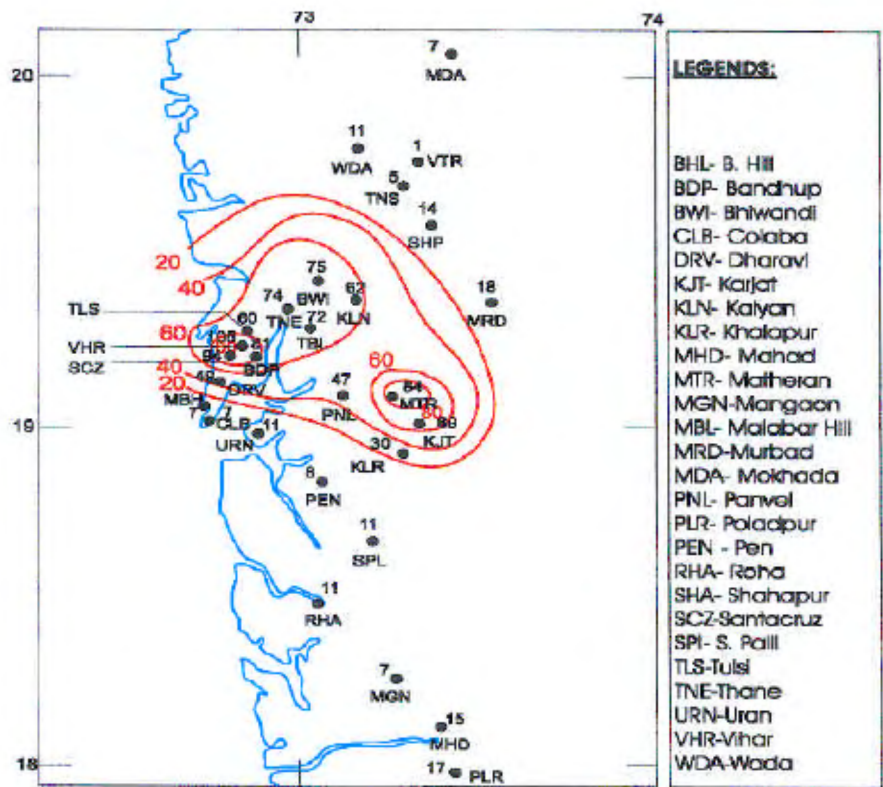 73
74
20
7
MDA
11
WDA
1
VTR
5
TNS
14
SHP
20
40
18
MRD
75
BWI
62
KLN
74
TNE
72
TBL
TLS
60
60
VHR
SCZ
BDP
40
20
DRV
MBH
7
7
CLB
11
URN
47
PNL
60
MTR
80
KJT
30
KLR
19
8
PEN
11
SPL
11
RHA
7
MGN
15
MHD
17
PLR
18
LEGENDS:
BHL- B. Hill
BDP- Bandhup
BWI- Bhiwandi
CLB- Colaba
DRV- Dharavi
KJT- Karjat
KLN- Kalyan
KLR- Khalapur
MHD- Mahad
MTR- Matheran
MGN- Mangaon
MBL- Malabar Hill
MRD-Murbad
MDA- Mokhada
PNL- Panvel
PLR- Poladpur
PEN - Pen
RHA- Roha
SHA- Shahapur
SCZ-Santacruz
SPI- S.
TLS-Tulsi
TNE-Thane
URN-Uran
VHR-Vihar
WDA-Wada